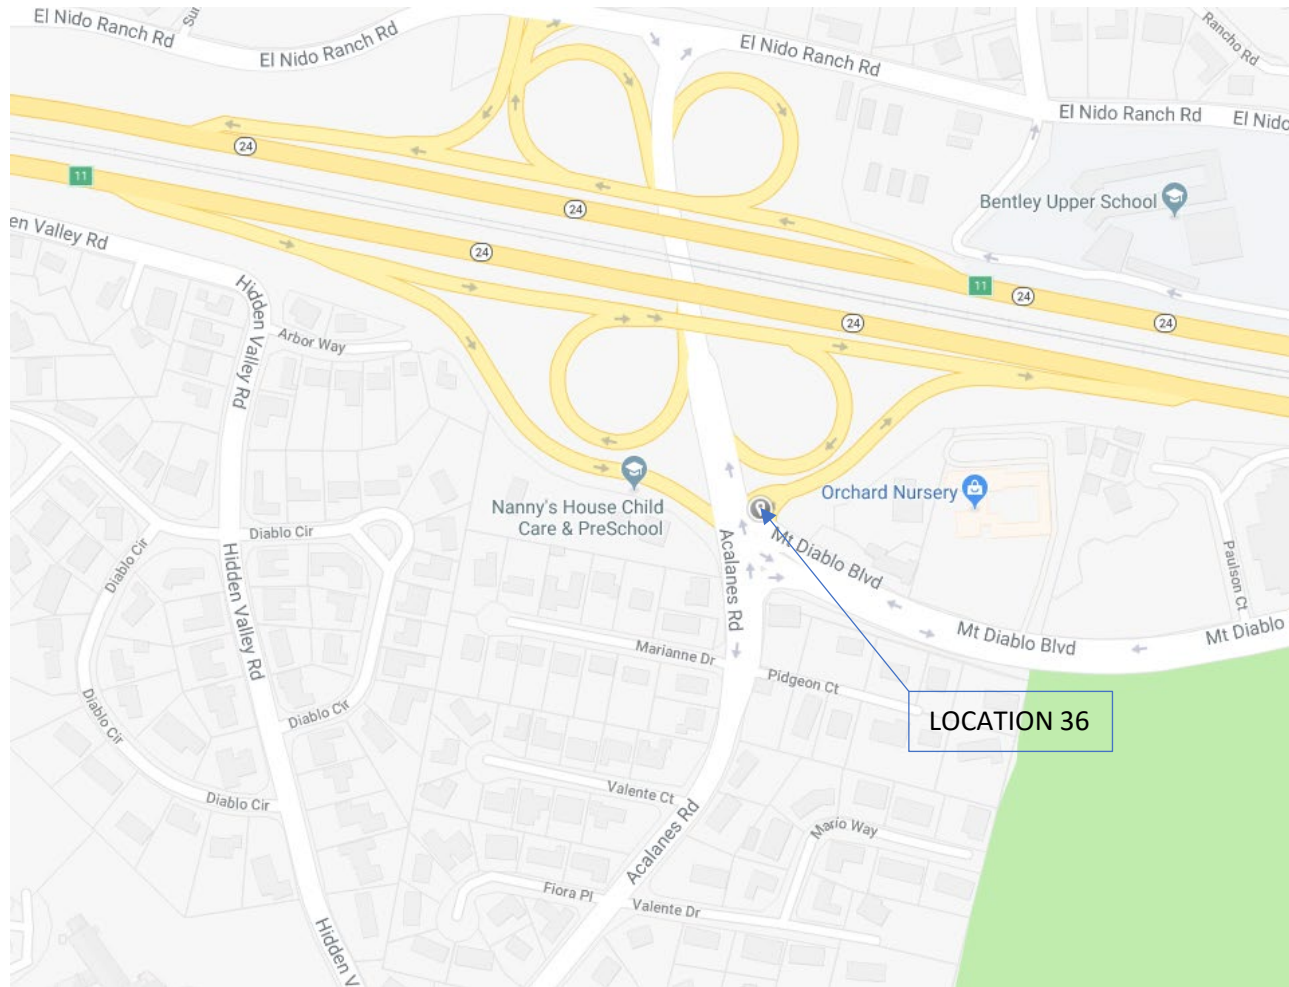 El Nido Ranch Rd
El Nido Ranch Rd
El Nido Ranch Rd
Rancho Rd
El Nido Ranch Rd
El Nido
24
11
24
24
24
11
24
24
24
Bentley Upper School
en Valley Rd
Hidden Valley Rd
Arbor Way
Nanny's House Child
Care & PreSchool
Orchard Nursery
Mt Diablo Blvd
Acalanes Rd
Diablo Cir
Diablo Cir
Hidden Valley Rd
Paulson Ct
Mt Diablo Blvd
Mt Diablo
Marianne Dr
Pidgeon Ct
LOCATION 36
Diablo Cir
Diablo Cir
Diablo Cir
Valente Ct
Acalanes Rd
Mario Way
Fiora Pl
Valente Dr
Hidden V